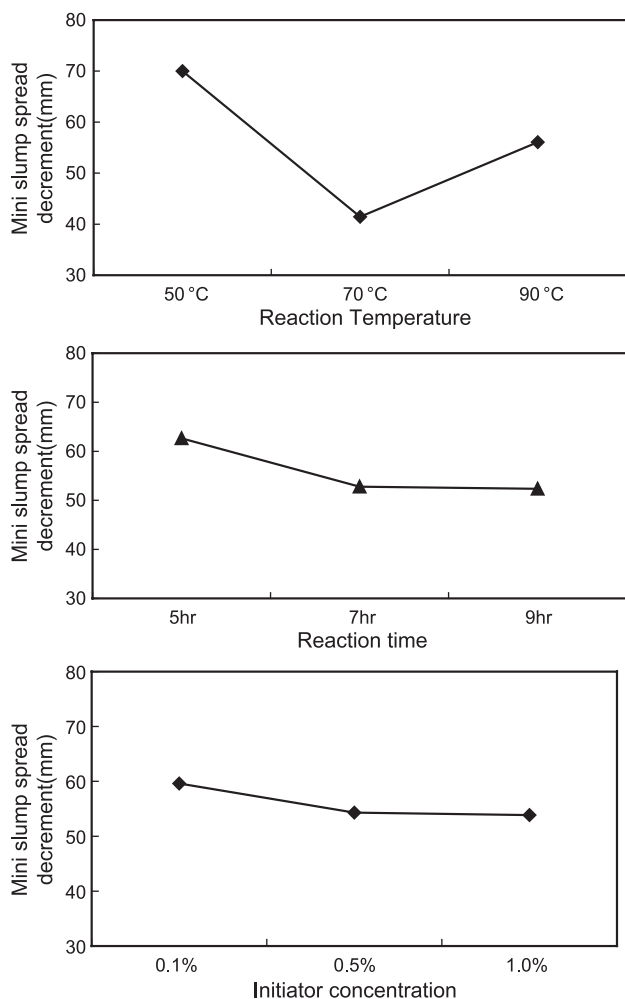 Mini slump spread
decrement(mm)
80
70
60
50
40
30
50 °C 70 °C 90 °C
Reaction Temperature
Mini slump spread
decrement(mm)
80
70
60
50
40
30
5hr 7hr 9hr
Reaction time
Mini slump spread
decrement(mm)
80
70
60
50
40
30
0.1% 0.5% 1.0%
Initiator concentration